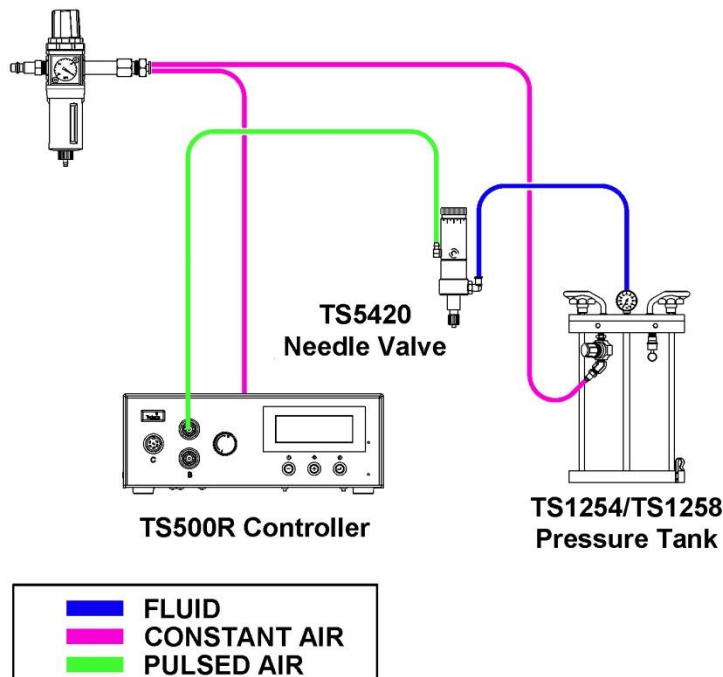 TS5420
Needle Valve
C
B
TS500R Controller
TS1254/TS1258
Pressure Tank
FLUID
CONSTANT AIR
PULSED AIR